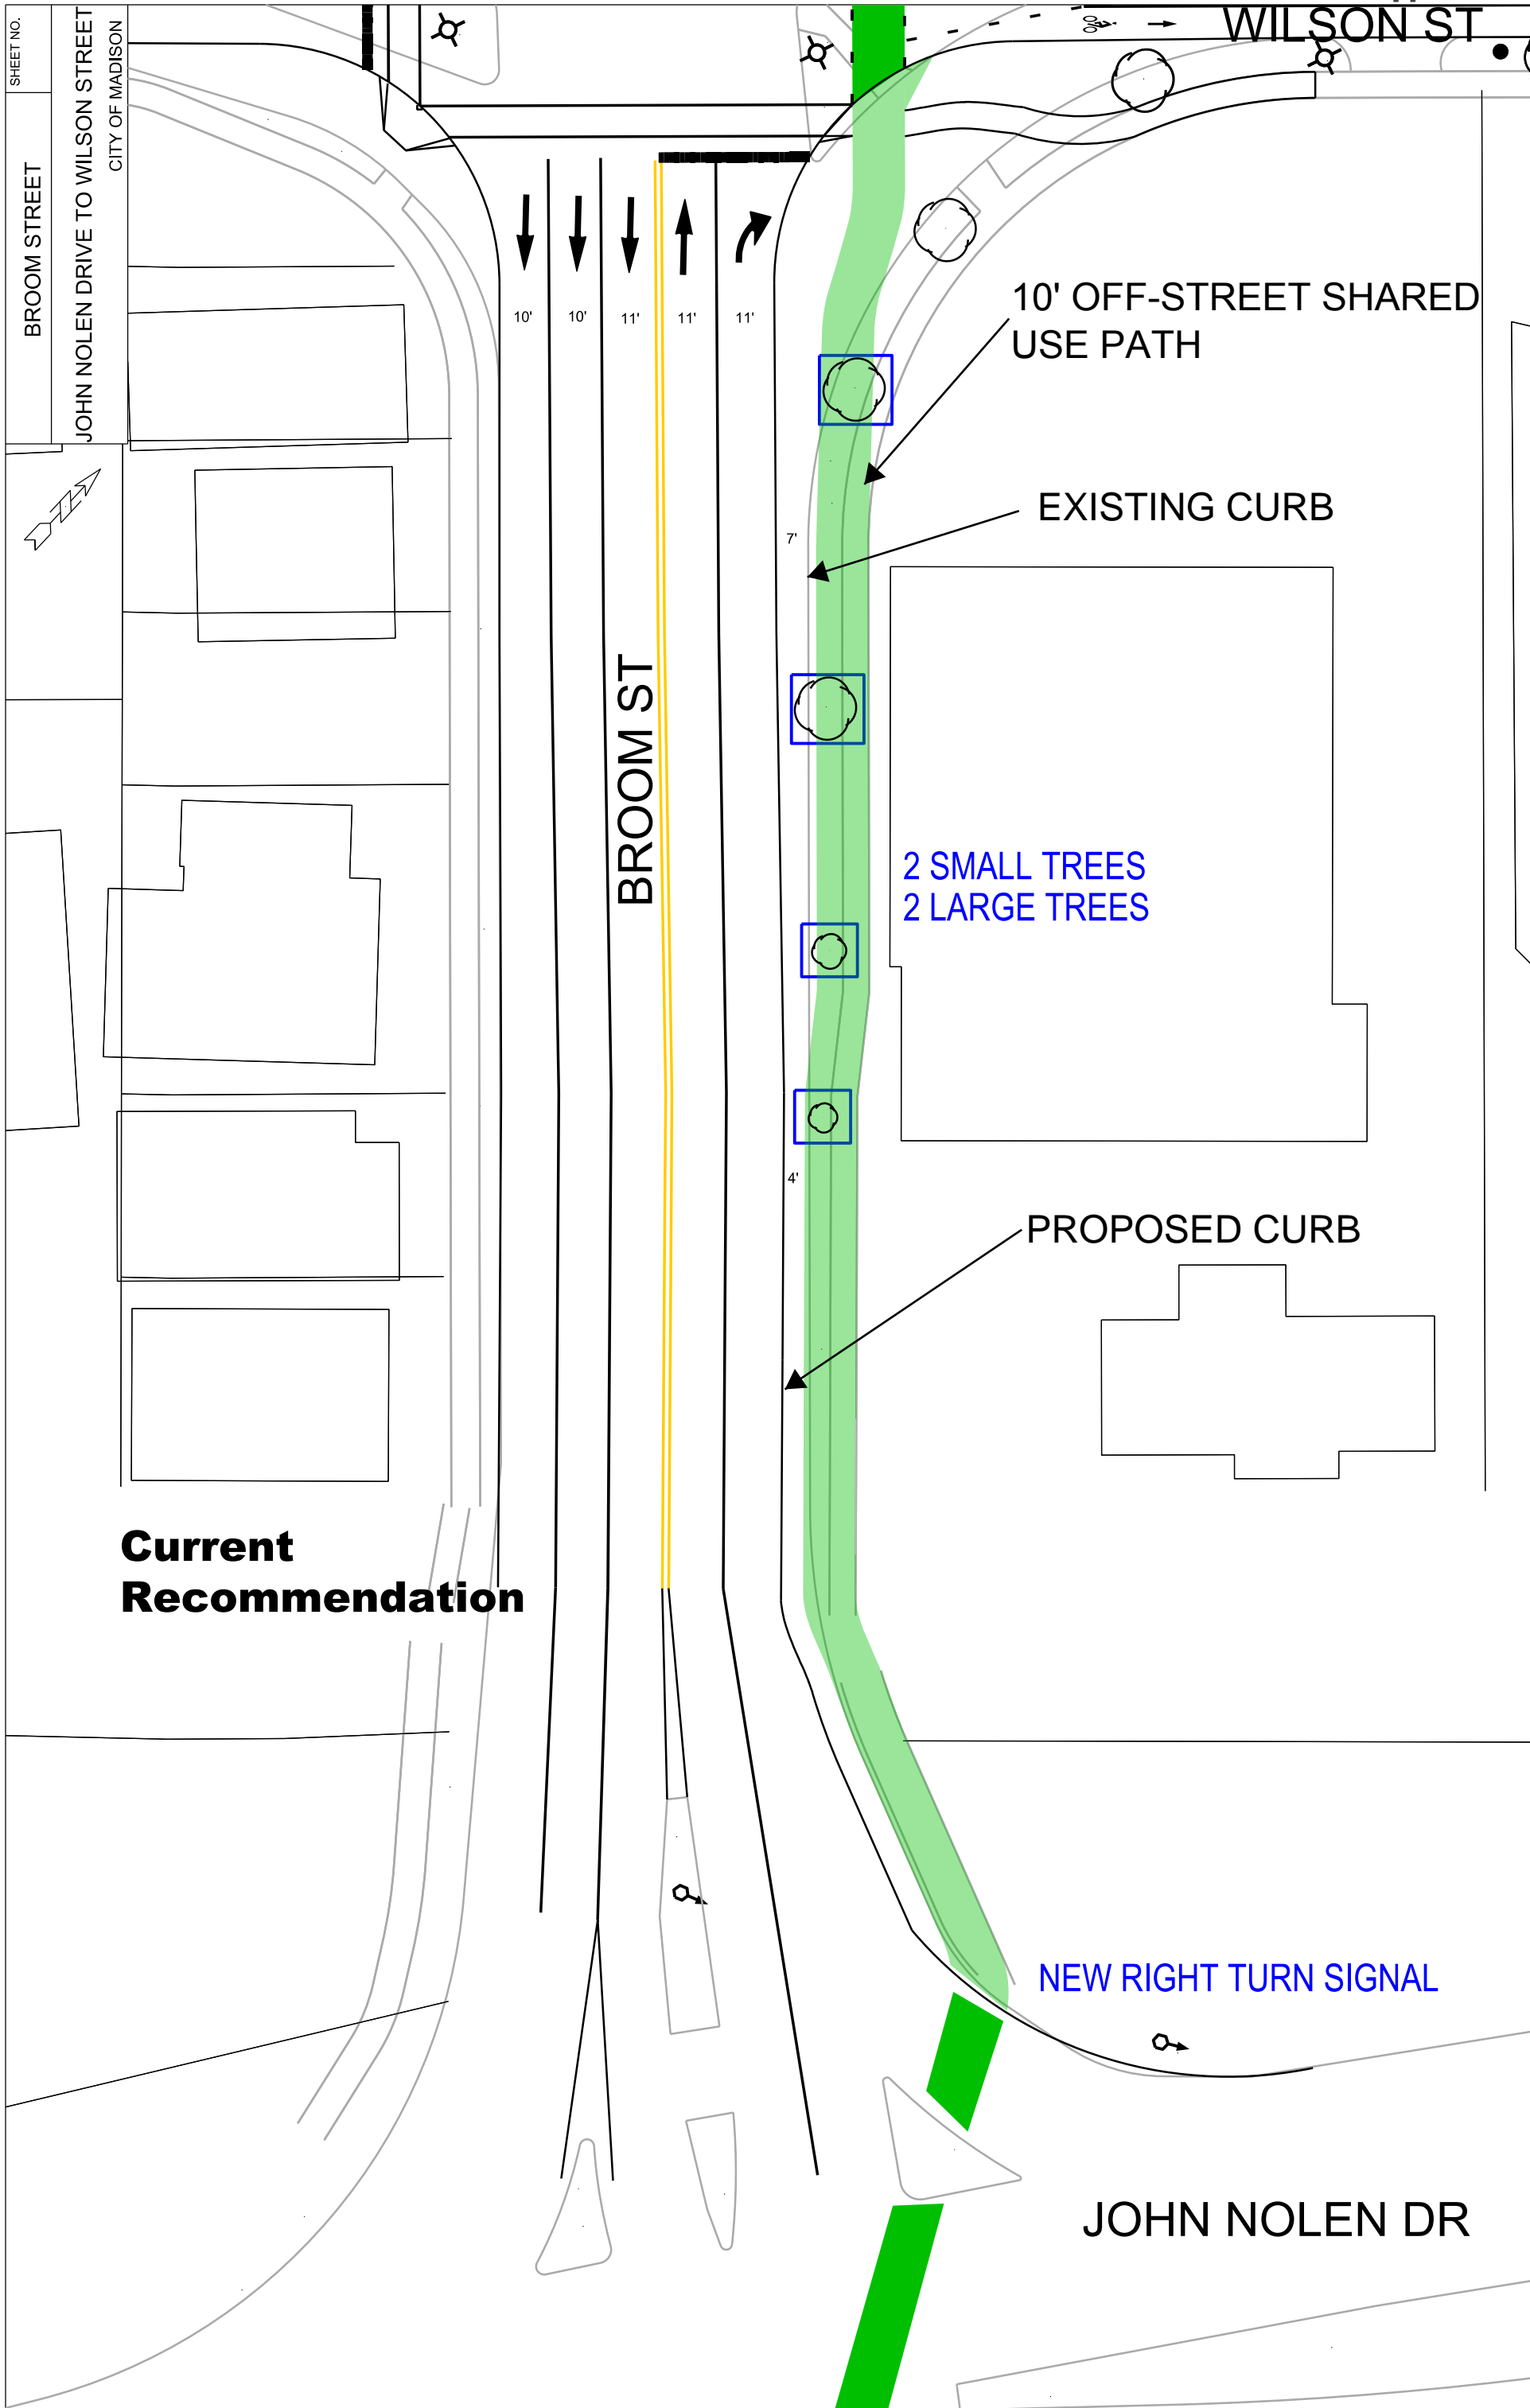 SHEET NO.
BROOM STREET
JOHN NOLEN DRIVE TO WILSON STREET
CITY OF MADISON
WILSON ST
10'
10'
11'
11'
11'
10' OFF-STREET SHARED
USE PATH
EXISTING CURB
7'
BROOM ST
2 SMALL TREES
2 LARGE TREES
4'
PROPOSED CURB
Current
Recommendation
NEW RIGHT TURN SIGNAL
JOHN NOLEN DR